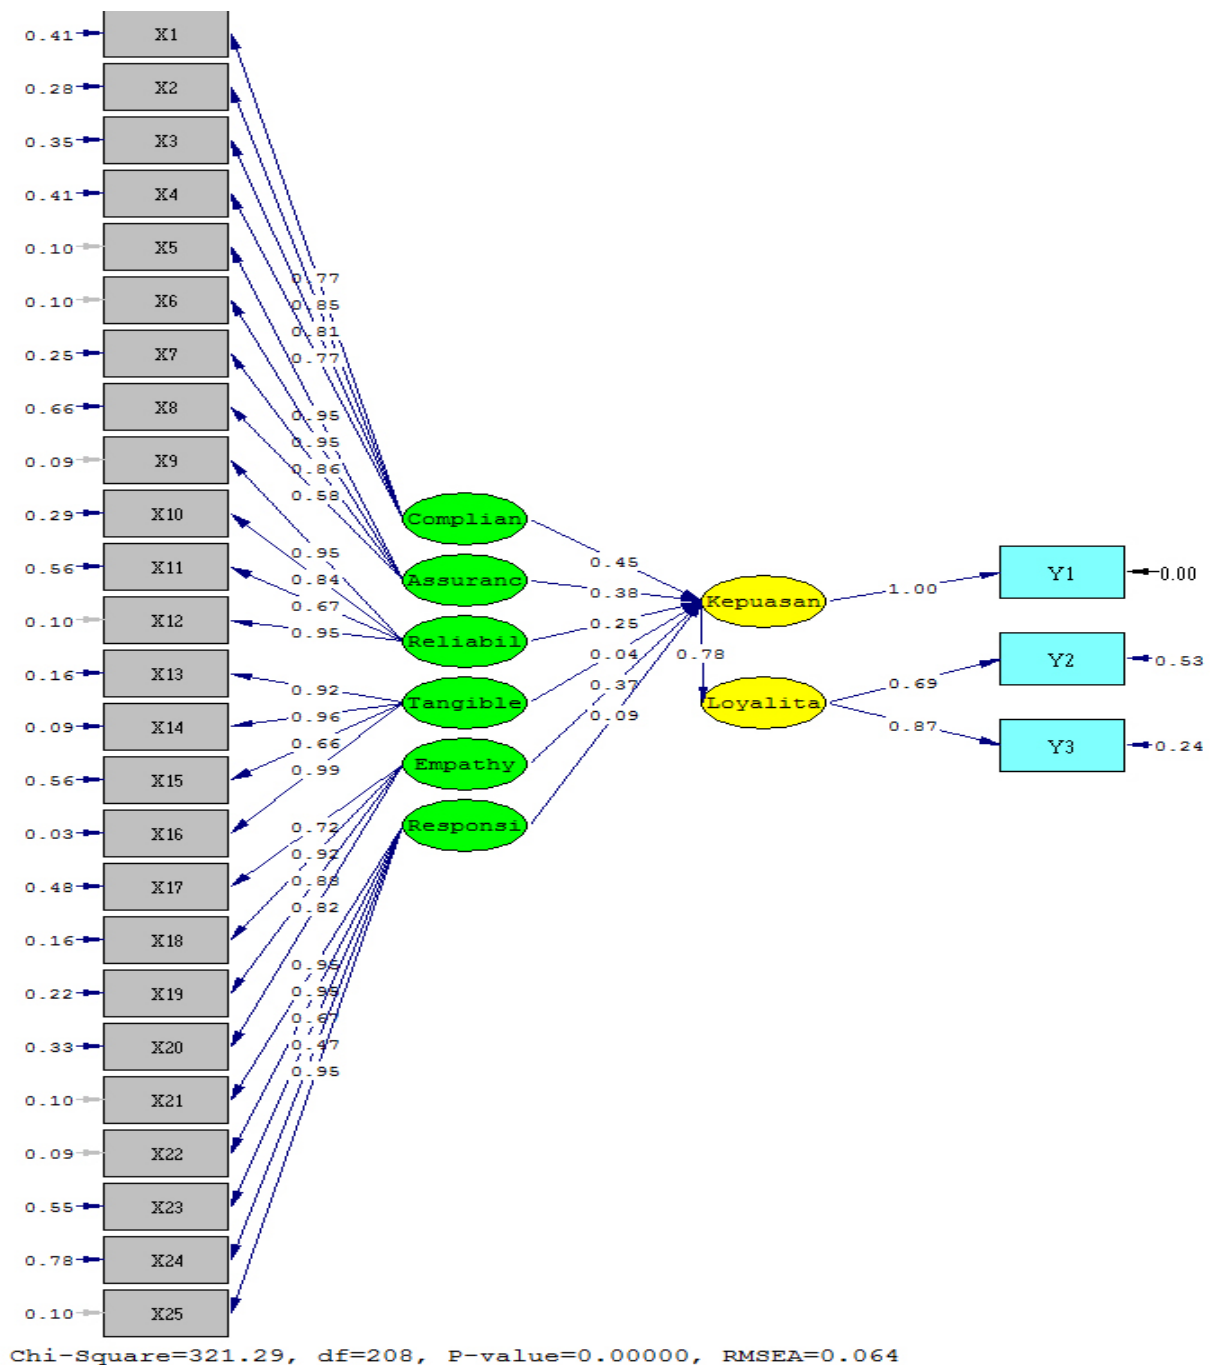 0.41 X1
0.28 X2
0.35 X3
0.41 X4
0.10 X5
0.10 X6
0.25 X7
0.66 X8
0.09 X9
0.29 X10
0.56 X11
0.10 X12
0.16 X13
0.09 X14
0.56 X15
0.03 X16
0.48 X17
0.16 X18
0.22 X19
0.33 X20
0.10 X21
0.09 X22
0.55 X23
0.78 X24
0.10 X25
0.77
0.85
0.81
0.77
0.95
0.95
0.86
0.58
0.95
0.84
0.67
0.95
0.92
0.96
0.66
0.99
0.72
0.92
0.88
0.82
0.95
0.95
0.67
0.47
0.95
Complian
Assuranc
Reliabil
Tangible
Empathy
Responsi
0.45
0.38
0.25
0.04
0.37
0.09
Kepuasan
0.78
Loyalita
1.00
0.69
0.87
Y1 0.00
Y2 0.53
Y3 0.24
Chi-Square=321.29, df=208, P-value=0.00000, RMSEA=0.064